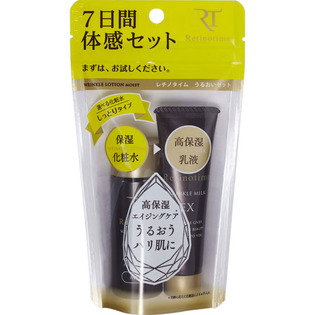 7日間
体感セット
まずは、お試しください。
RT
Retinotime
WRINKLE LOTION MOIST
レチノタイム うるおいセット
選べる化粧水
しっとりタイプ
保湿
化粧水
高保湿
乳液
Retinotime
WRINKLE MILK
EX
高保湿
エイジングケア
うるおう
ハリ肌に